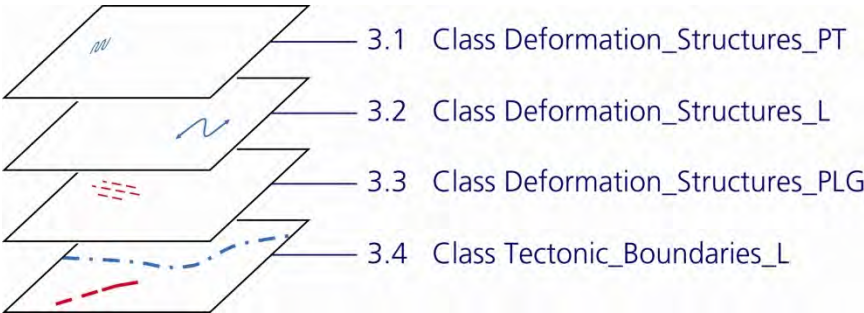 3.1 Class Deformation_Structures_PT
3.2 Class Deformation_Structures_L
3.3 Class Deformation_Structures_PLG
3.4 Class Tectonic_Boundaries_L